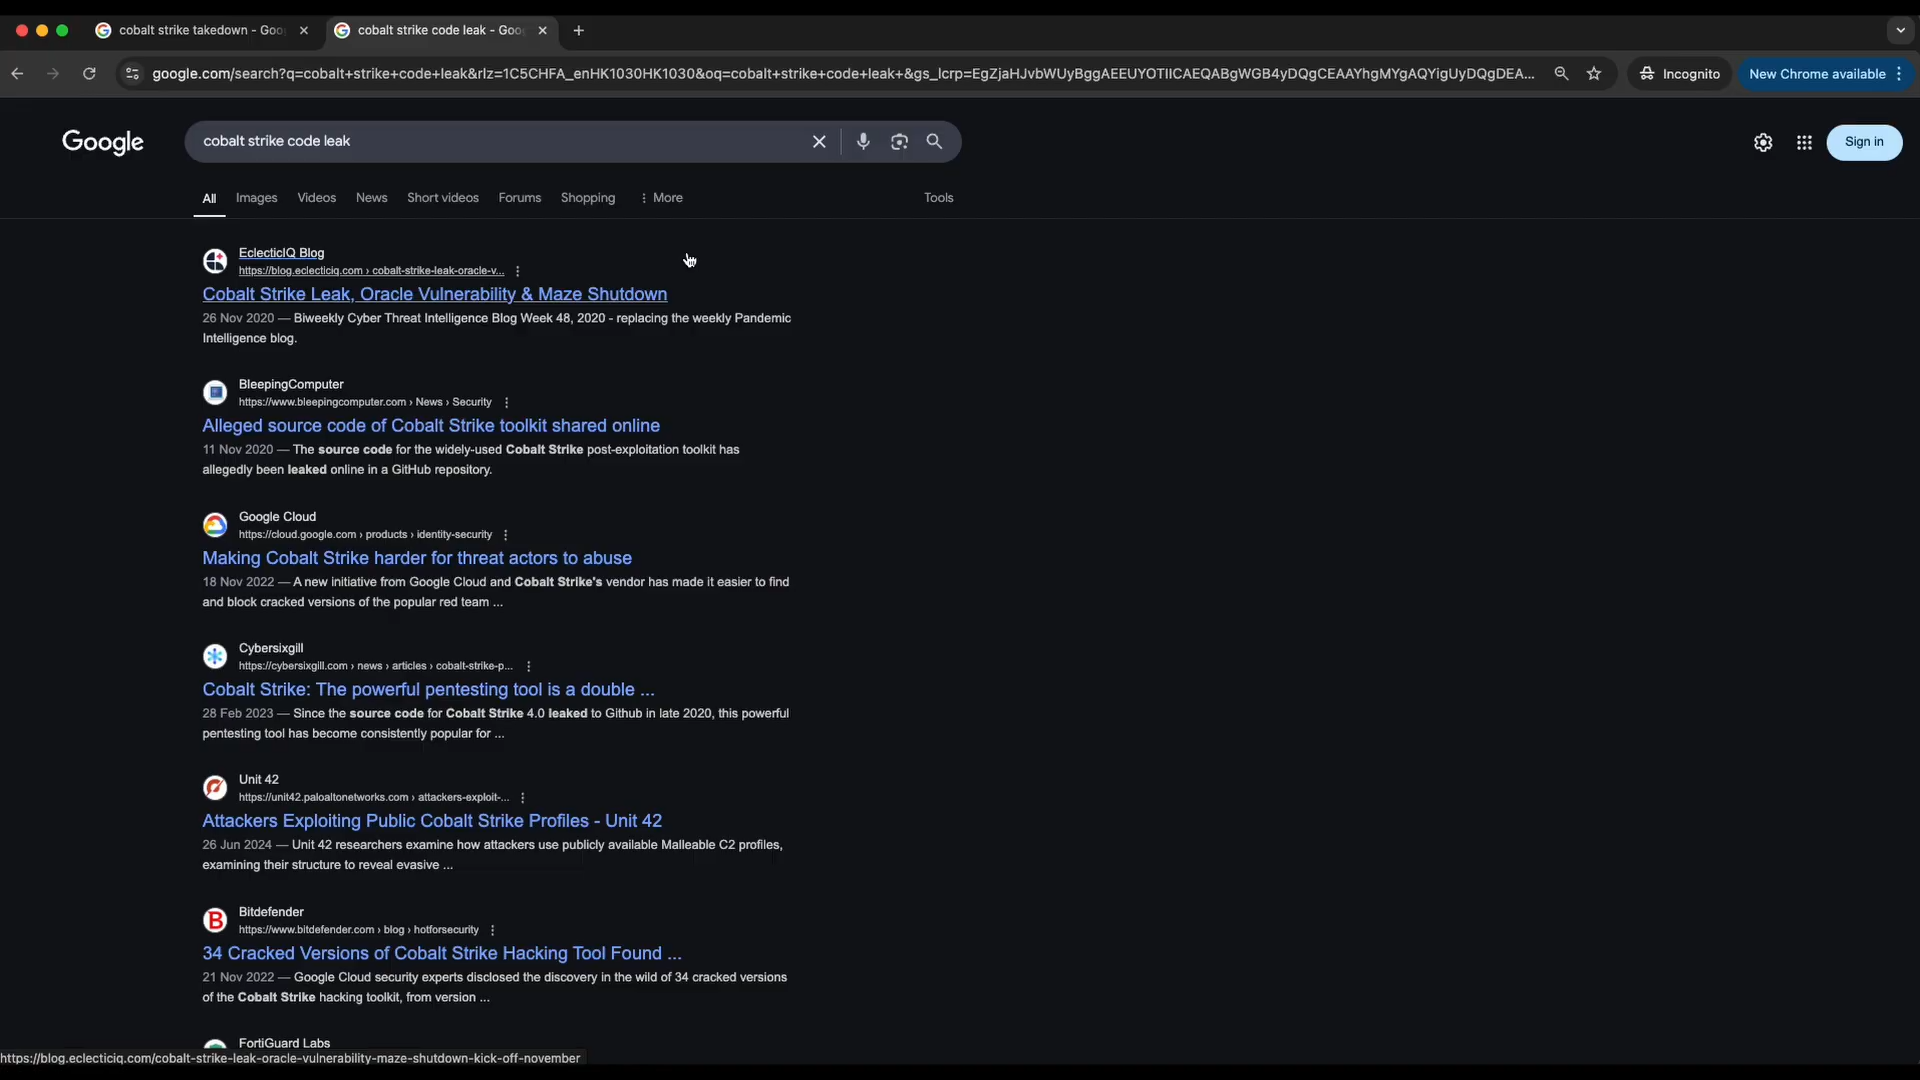 cobalt strike takedown - Goo
cobalt strike code leak - Goo
google.com/search?q=cobalt+strike+code+leak&rlz=1C5CHFA_enHK1030HK1030&oq=cobalt+strike+code+leak+&gs_lcrp=EgZjaHJvbWUyBggAEEUYOTIICAEQABgWGB4yDQgCEAAYhgMYgAQYigUyDQgDEA...
Incognito
New Chrome available
Google
cobalt strike code leak
Sign in
All
Images
Videos
News
Short videos
Forums
Shopping
More
Tools
EclecticIQ Blog
https://blog.eclecticiq.com › cobalt-strike-leak-oracle-v...
Cobalt Strike Leak, Oracle Vulnerability & Maze Shutdown
26 Nov 2020 — Biweekly Cyber Threat Intelligence Blog Week 48, 2020 - replacing the weekly Pandemic
Intelligence blog.
BleepingComputer
https://www.bleepingcomputer.com › News › Security
Alleged source code of Cobalt Strike toolkit shared online
11 Nov 2020 — The source code for the widely-used Cobalt Strike post-exploitation toolkit has
allegedly been leaked online in a GitHub repository.
Google Cloud
https://cloud.google.com › products › identity-security
Making Cobalt Strike harder for threat actors to abuse
18 Nov 2022 — A new initiative from Google Cloud and Cobalt Strike's vendor has made it easier to find
and block cracked versions of the popular red team ...
Cybersixgill
https://cybersixgill.com › news › articles › cobalt-strike-p...
Cobalt Strike: The powerful pentesting tool is a double ...
28 Feb 2023 — Since the source code for Cobalt Strike 4.0 leaked to Github in late 2020, this powerful
pentesting tool has become consistently popular for ...
Unit 42
https://unit42.paloaltonetworks.com › attackers-exploit-...
Attackers Exploiting Public Cobalt Strike Profiles - Unit 42
26 Jun 2024 — Unit 42 researchers examine how attackers use publicly available Malleable C2 profiles,
examining their structure to reveal evasive ...
Bitdefender
https://www.bitdefender.com › blog › hotforsecurity
34 Cracked Versions of Cobalt Strike Hacking Tool Found ...
21 Nov 2022 — Google Cloud security experts disclosed the discovery in the wild of 34 cracked versions
of the Cobalt Strike hacking toolkit, from version ...
FortiGuard Labs
https://blog.eclecticiq.com/cobalt-strike-leak-oracle-vulnerability-maze-shutdown-kick-off-november